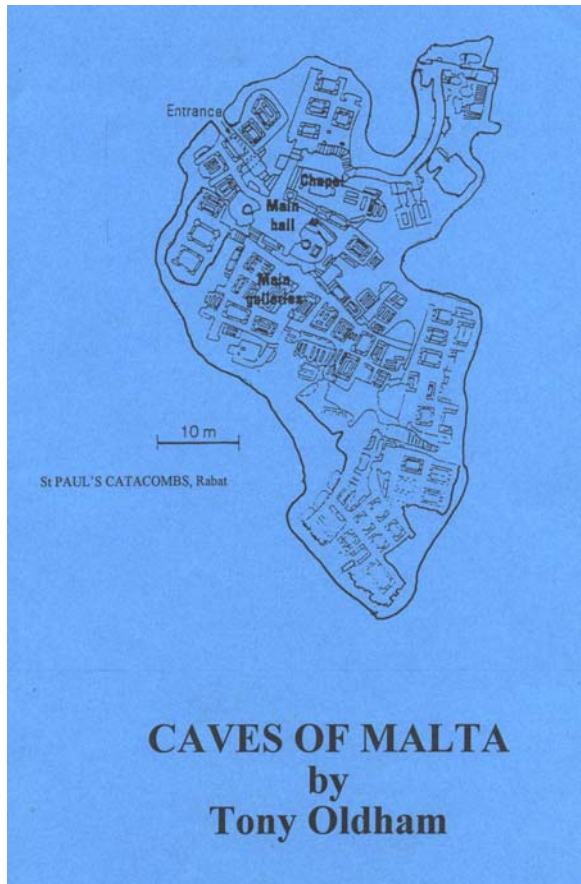 Entrance
Chapel
Main
hall
Main
galleries
10 m
St PAUL'S CATACOMBS, Rabat
CAVES OF MALTA
by
Tony Oldham